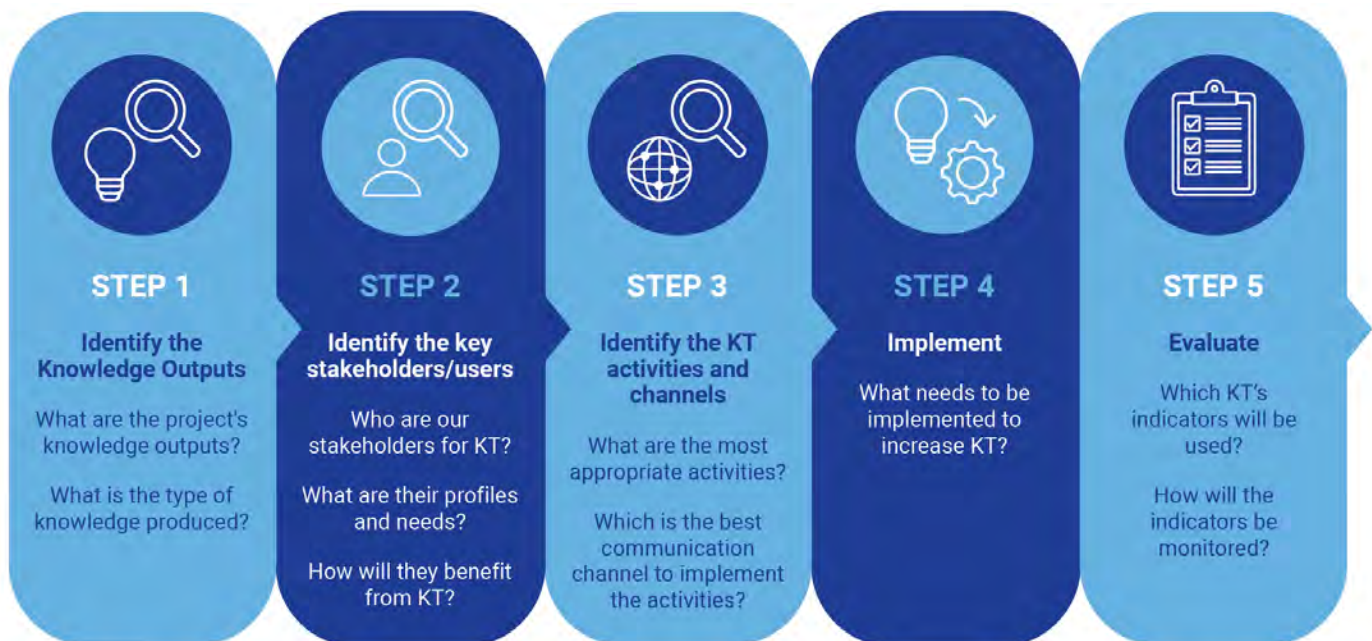 STEP 1
Identify the
Knowledge Outputs
What are the project's
knowledge outputs?
What is the type of
knowledge produced?
STEP 2
Identify the key
stakeholders/users
Who are our
stakeholders for KT?
What are their profiles
and needs?
How will they benefit
from KT?
STEP 3
Identify the KT
activities and
channels
What are the most
appropriate activities?
Which is the best
communication
channel to implement
the activities?
STEP 4
Implement
What needs to be
implemented to
increase KT?
STEP 5
Evaluate
Which KT's
indicators will be
used?
How will the
indicators be
monitored?